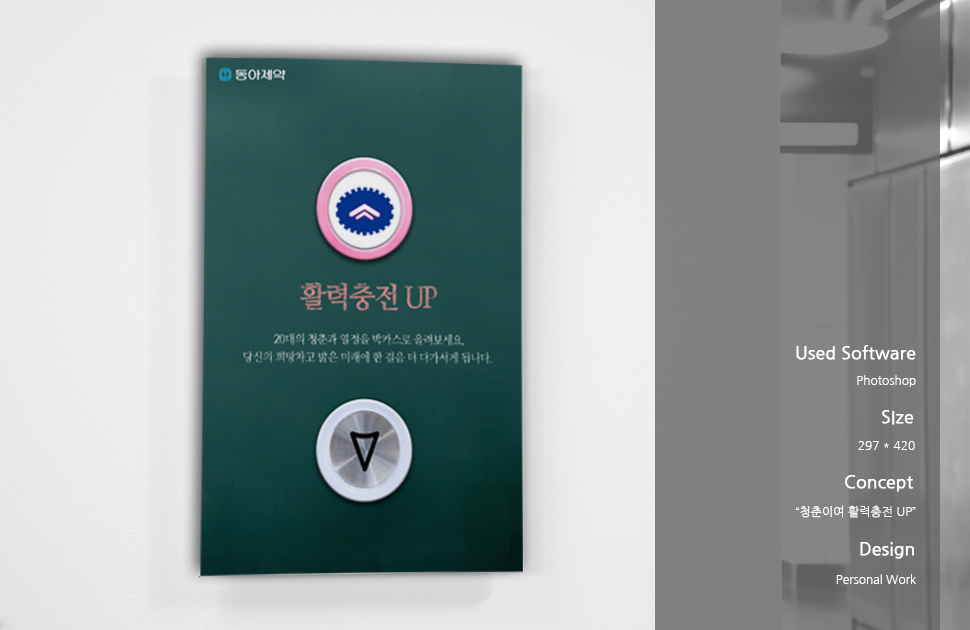 동아제약
활력충전 UP
20대의 청춘과 열정을 박카스로 올려보세요.
당신의 희망차고 밝은 미래에 한 걸음 더 다가서게 됩니다.
Used Software
Photoshop
SIze
297 * 420
Concept
“청춘이여 활력충전 UP”
Design
Personal Work